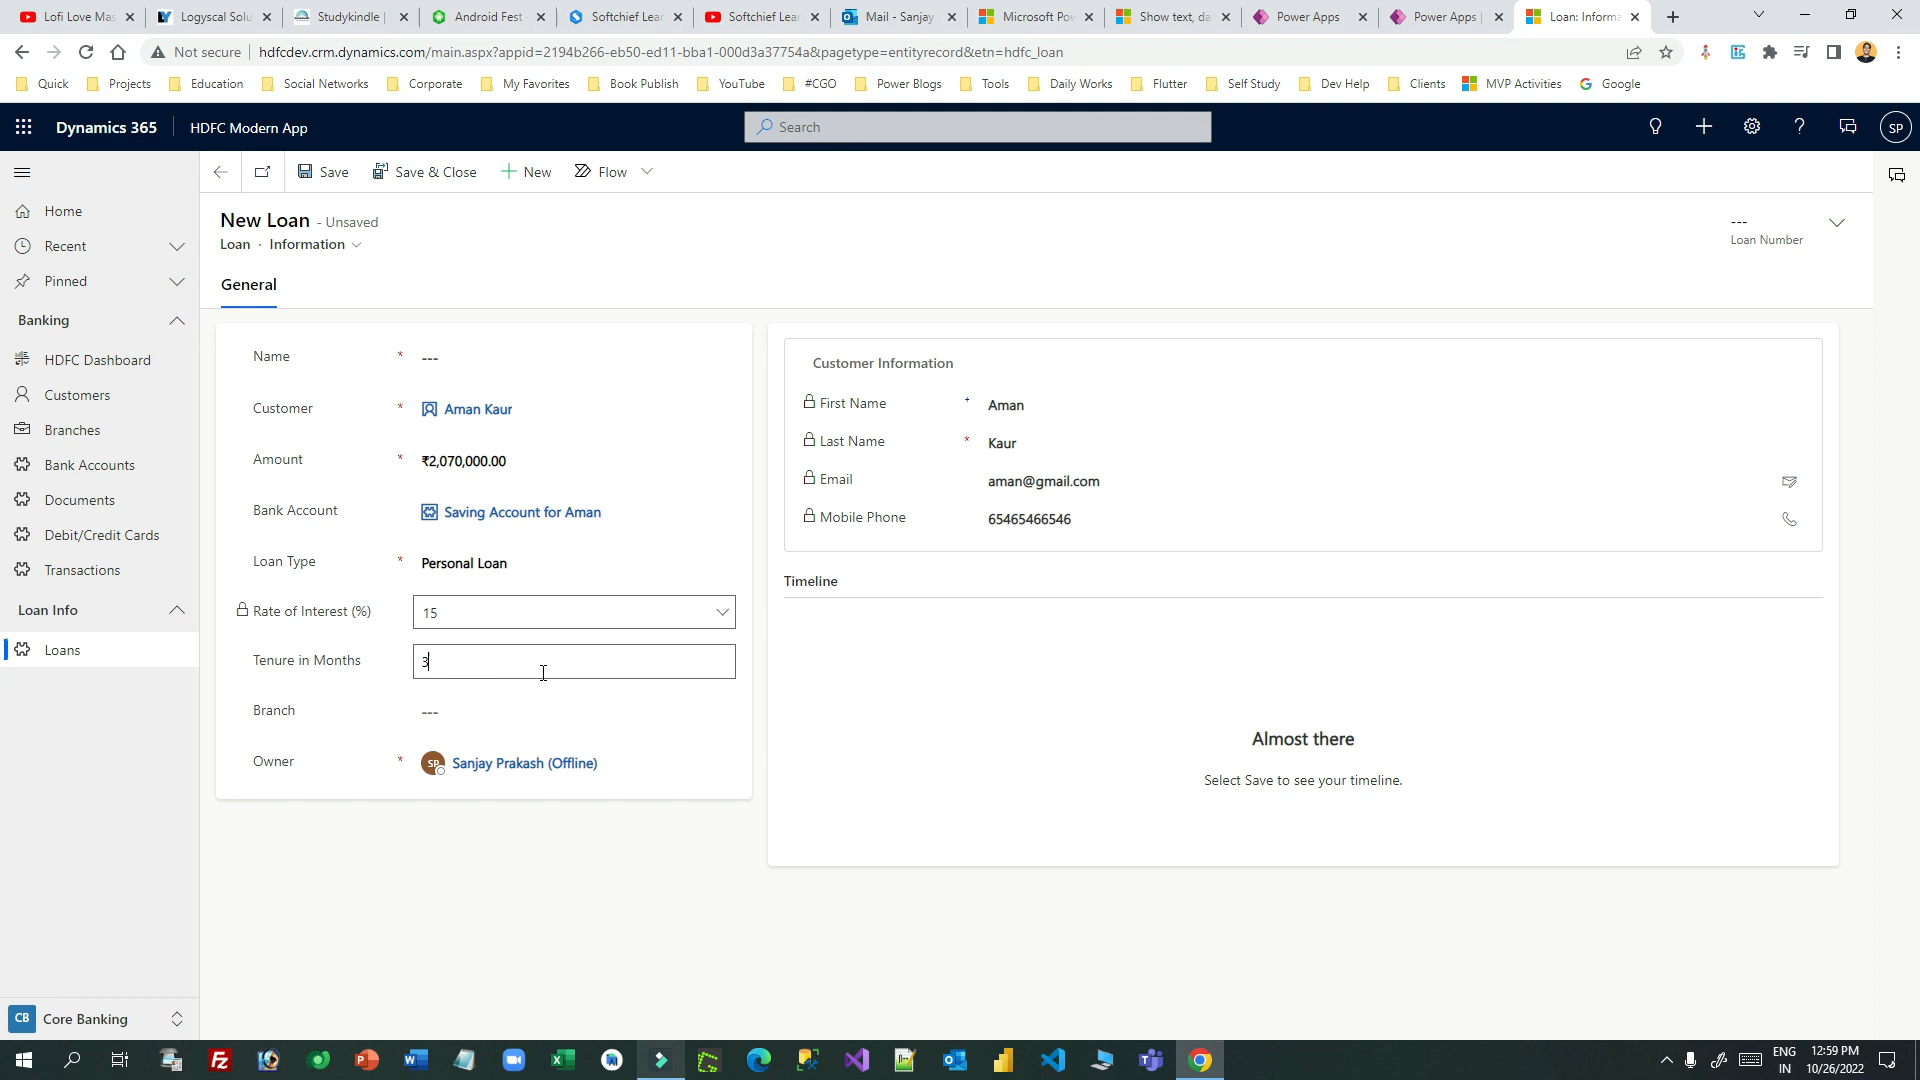 Lofi Love Mas
Logyscal Solu
Studykindle |
Android Fest -
Softchief Lear
Softchief Lear
Mail - Sanjay
Microsoft Pow
Show text, da
Power Apps
Power Apps |
Loan: Informa
Not secure
hdfcdev.crm.dynamics.com/main.aspx?appid=2194b266-eb50-ed11-bba1-000d3a37754a&pagetype=entityrecord&etn=hdfc_loan
Quick
Projects
Education
Social Networks
Corporate
My Favorites
Book Publish
YouTube
#CGO
Power Blogs
Tools
Daily Works
Flutter
Self Study
Dev Help
Clients
MVP Activities
Google
Dynamics 365
HDFC Modern App
Search
SP
Save
Save & Close
New
Flow
Home
Recent
Pinned
Banking
HDFC Dashboard
Customers
Branches
Bank Accounts
Documents
Debit/Credit Cards
Transactions
Loan Info
Loans
CB Core Banking
New Loan - Unsaved
Loan · Information
---
Loan Number
General
Name * ---
Customer * Aman Kaur
Amount * ₹2,070,000.00
Bank Account Saving Account for Aman
Loan Type * Personal Loan
Rate of Interest (%) 15
Tenure in Months 3
Branch ---
Owner * SP Sanjay Prakash (Offline)
Customer Information
First Name + Aman
Last Name * Kaur
Email aman@gmail.com
Mobile Phone 65465466546
Timeline
Almost there
Select Save to see your timeline.
ENG
IN
12:59 PM
10/26/2022